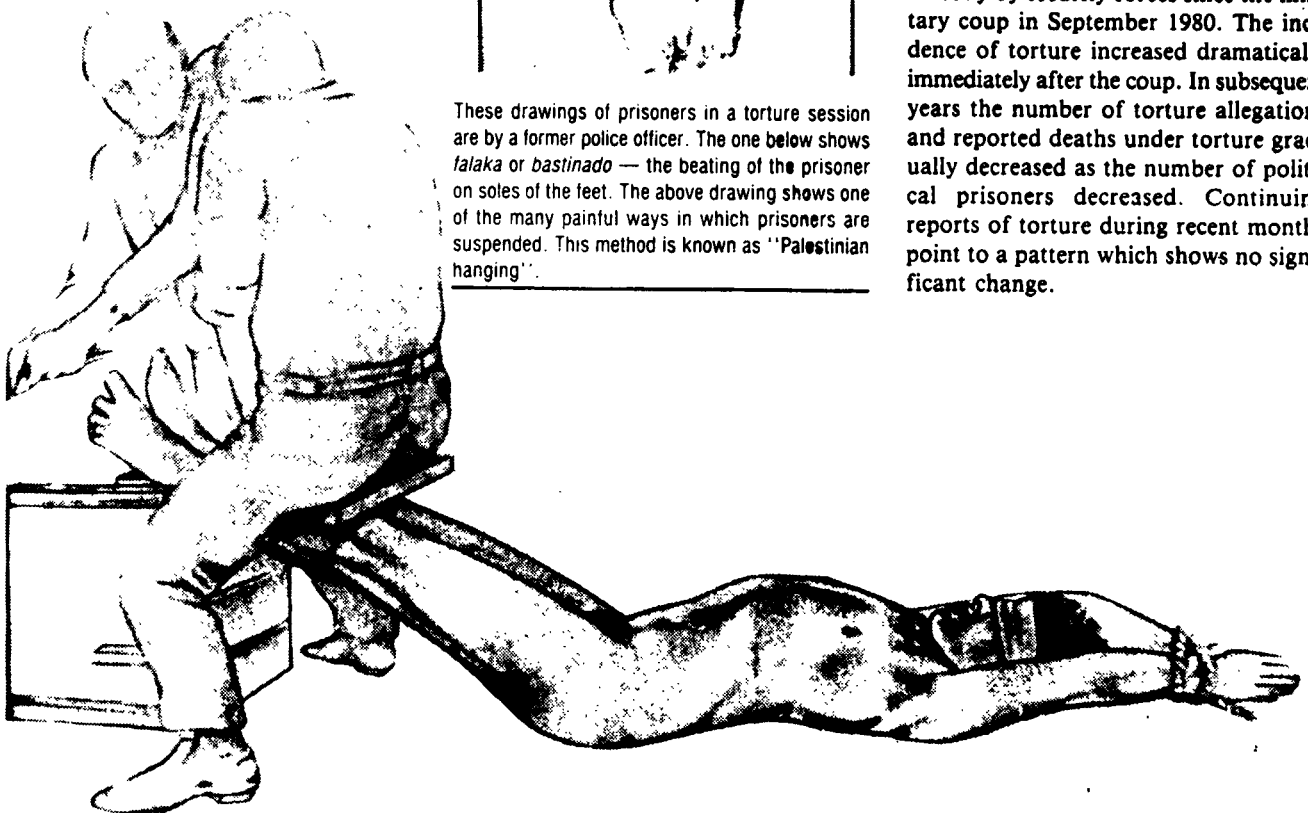 These drawings of prisoners in a torture session
are by a former police officer. The one below shows
falaka or bastinado — the beating of the prisoner
on soles of the feet. The above drawing shows one
of the many painful ways in which prisoners are
suspended. This method is known as "Palestinian
hanging".
by security forces since the
tary coup in September 1980. The inc
dence of torture increased dramatical
immediately after the coup. In subseque
years the number of torture allegation
and reported deaths under torture grad
ually decreased as the number of polit
cal prisoners decreased. Continuin
reports of torture during recent month
point to a pattern which shows no sign
ficant change.